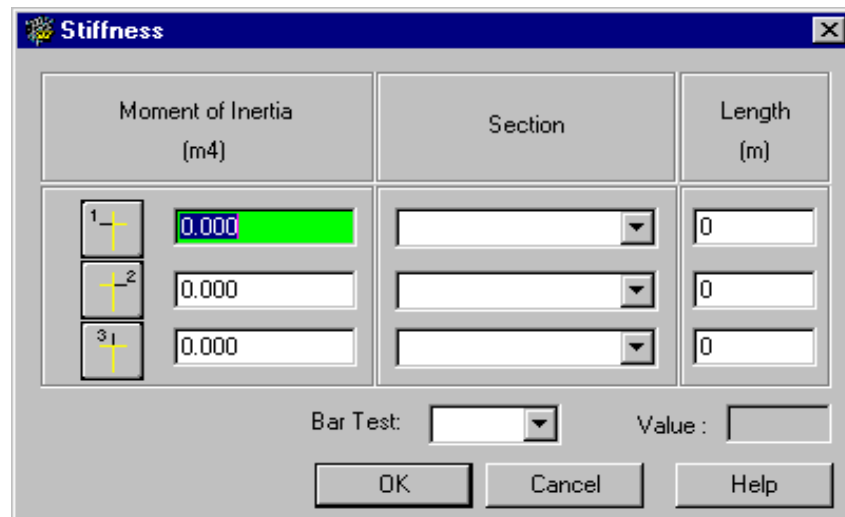 Stiffness
Moment of Inertia
(m4)
Section
Length
(m)
1
0.000
0
2
0.000
0
3
0.000
0
Bar Test:
Value :
OK
Cancel
Help